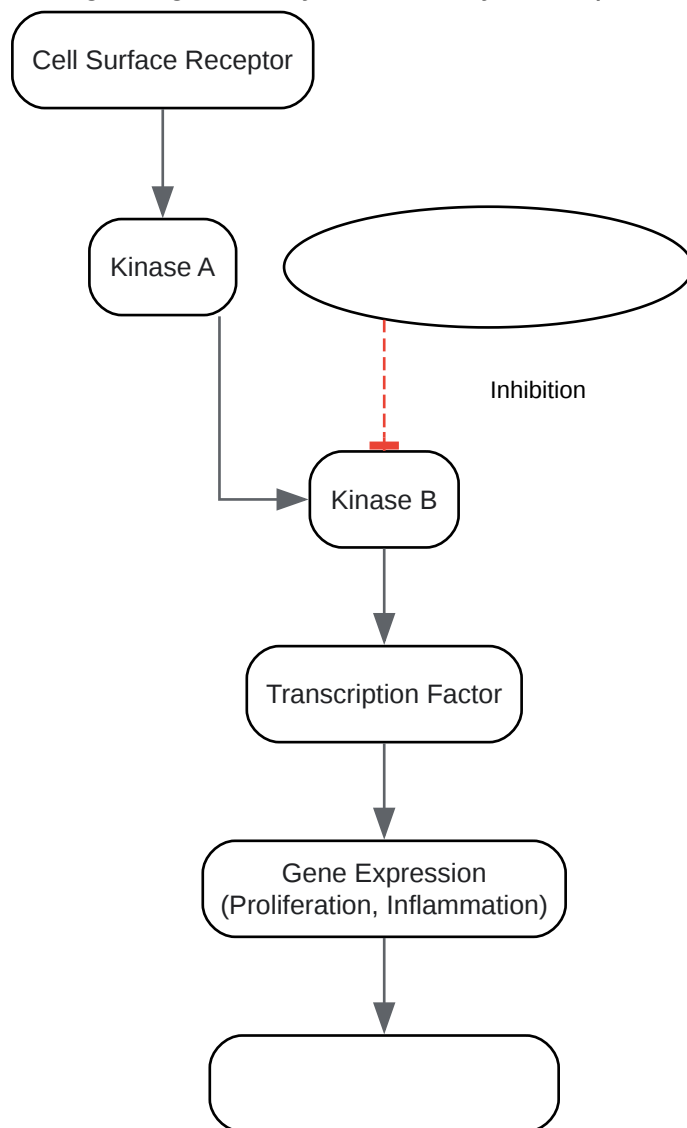 Cell Surface Receptor
Kinase A
Inhibition
Kinase B
Transcription Factor
Gene Expression
(Proliferation, Inflammation)